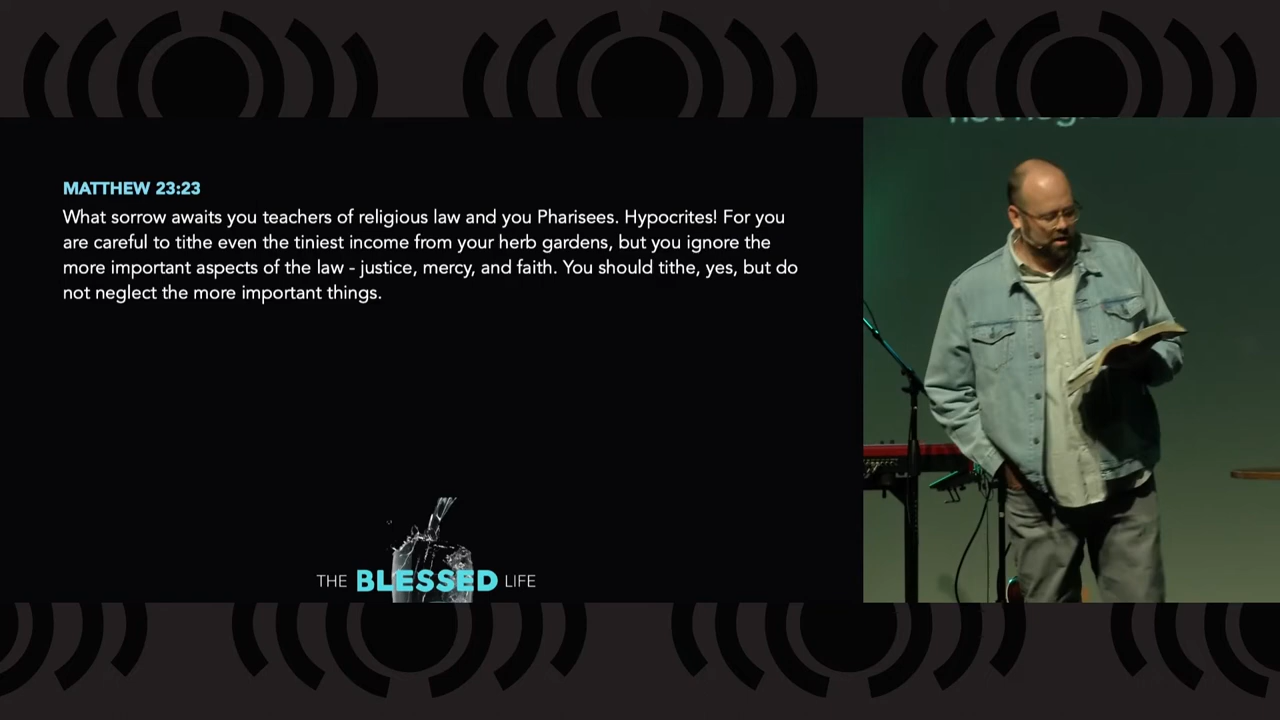 MATTHEW 23:23
What sorrow awaits you teachers of religious law and you Pharisees. Hypocrites! For you
are careful to tithe even the tiniest income from your herb gardens, but you ignore the
more important aspects of the law - justice, mercy, and faith. You should tithe, yes, but do
not neglect the more important things.
THE BLESSED LIFE